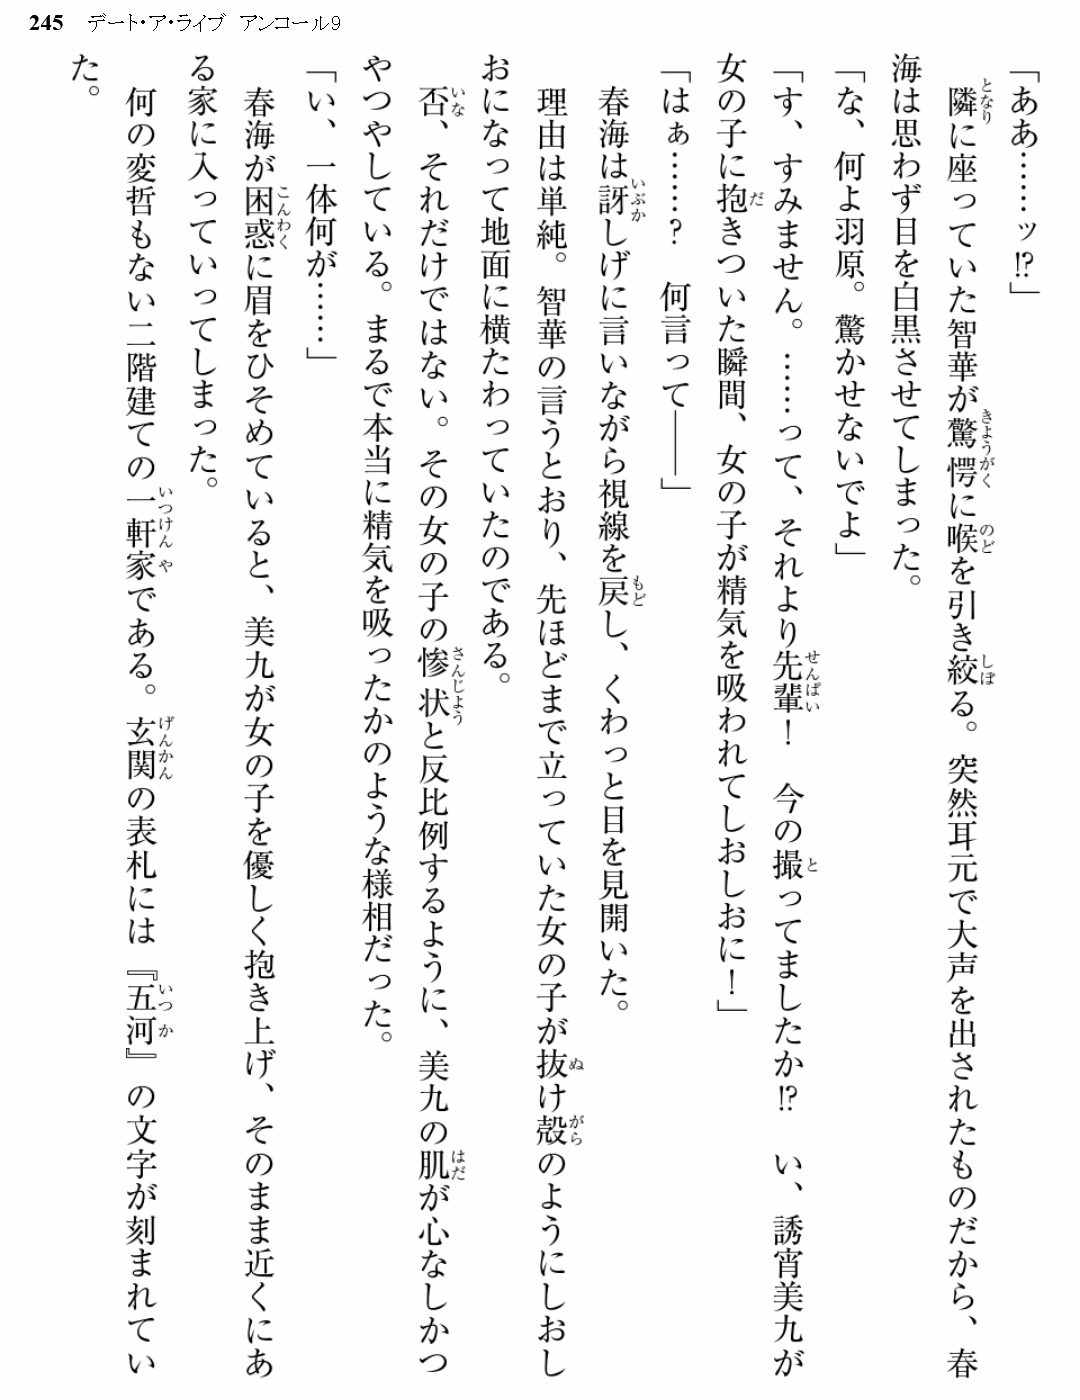 245 デート・ア・ライブ アンコール9
「ああ……ッ!?」
隣に座っていた智華が驚愕に喉を引き絞る。突然耳元で大声を出されたものだから、春
海は思わず目を白黒させてしまった。
「な、何よ羽原。驚かせないでよ」
「す、すみません。……って、それより先輩！　今の撮ってましたか!?　い、誘宵美九が
女の子に抱きついた瞬間、女の子が精気を吸われてしおしおに！」
「はぁ……？　何言って――」
春海は訝しげに言いながら視線を戻し、くわっと目を見開いた。
理由は単純。智華の言うとおり、先ほどまで立っていた女の子が抜け殻のようにしおし
おになって地面に横たわっていたのである。
否、それだけではない。その女の子の惨状と反比例するように、美九の肌が心なしかつ
やつやしている。まるで本当に精気を吸ったかのような様相だった。
「い、一体何が……」
春海が困惑に眉をひそめていると、美九が女の子を優しく抱き上げ、そのまま近くにあ
る家に入っていってしまった。
何の変哲もない二階建ての一軒家である。玄関の表札には『五河』の文字が刻まれてい
た。